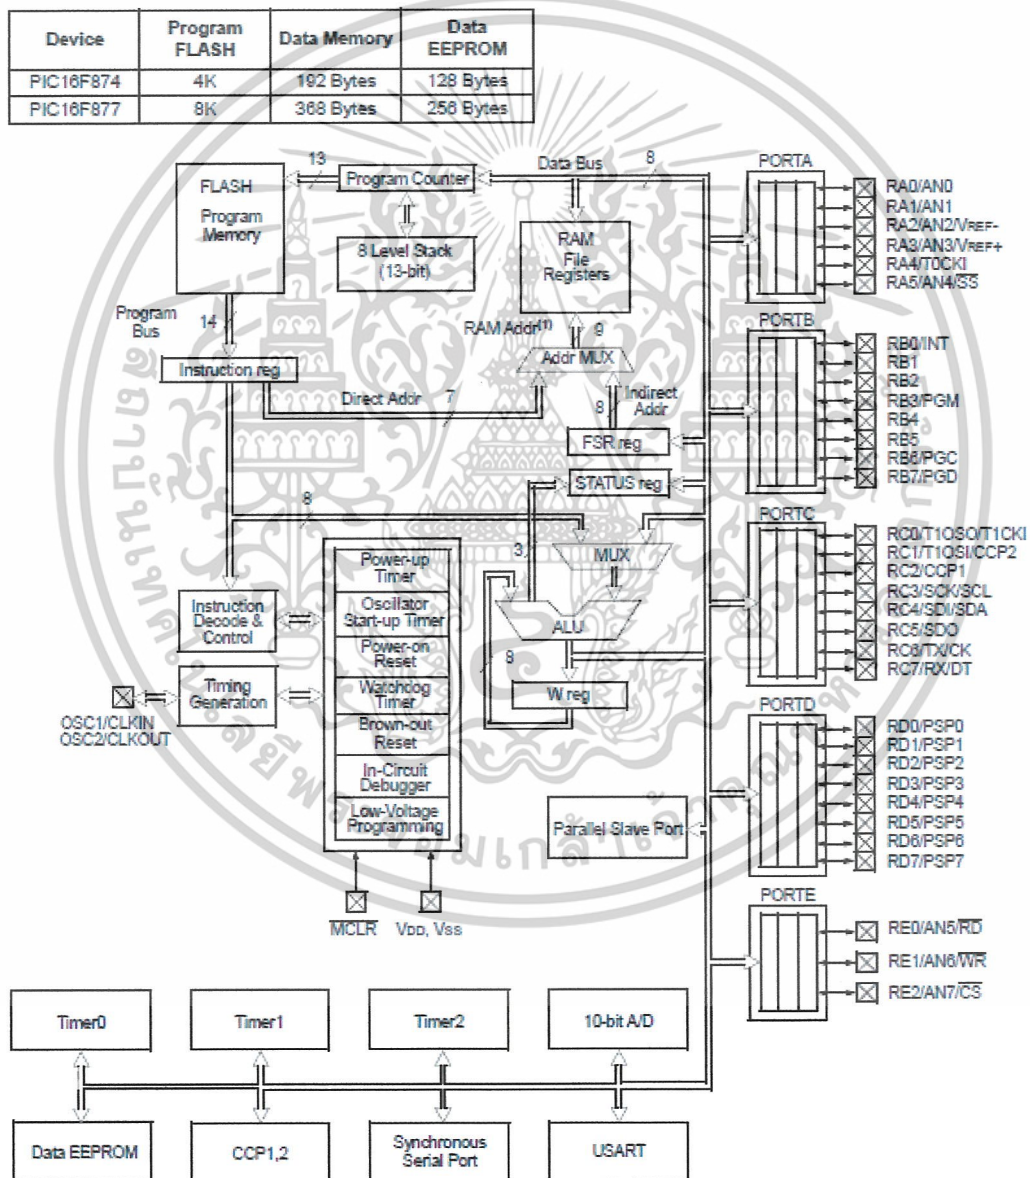 Device Program FLASH Data Memory Data EEPROM
PIC16F874 4K 192 Bytes 128 Bytes
PIC16F877 8K 368 Bytes 256 Bytes
FLASH
Program
Memory
13
Program Counter
Data Bus
8
8 Level Stack
(13-bit)
RAM
File
Registers
Program
Bus
14
RAM Addr(1)
9
Addr MUX
Instruction reg
Direct Addr
7
8
Indirect
Addr
FSR reg
STATUS reg
8
3
MUX
Power-up
Timer
Oscillator
Start-up Timer
Power-on
Reset
Watchdog
Timer
Brown-out
Reset
In-Circuit
Debugger
Low-Voltage
Programming
Instruction
Decode &
Control
Timing
Generation
OSC1/CLKIN
OSC2/CLKOUT
ALU
8
W reg
Parallel Slave Port
MCLR
VDD, VSS
PORTA
RA0/AN0
RA1/AN1
RA2/AN2/VREF-
RA3/AN3/VREF+
RA4/T0CKI
RA5/AN4/SS
PORTB
RB0/INT
RB1
RB2
RB3/PGM
RB4
RB5
RB6/PGC
RB7/PGD
PORTC
RC0/T1OSO/T1CKI
RC1/T1OSI/CCP2
RC2/CCP1
RC3/SCK/SCL
RC4/SDI/SDA
RC5/SDO
RC6/TX/CK
RC7/RX/DT
PORTD
RD0/PSP0
RD1/PSP1
RD2/PSP2
RD3/PSP3
RD4/PSP4
RD5/PSP5
RD6/PSP6
RD7/PSP7
PORTE
RE0/AN5/RD
RE1/AN6/WR
RE2/AN7/CS
Timer0
Timer1
Timer2
10-bit A/D
Data EEPROM
CCP1,2
Synchronous
Serial Port
USART